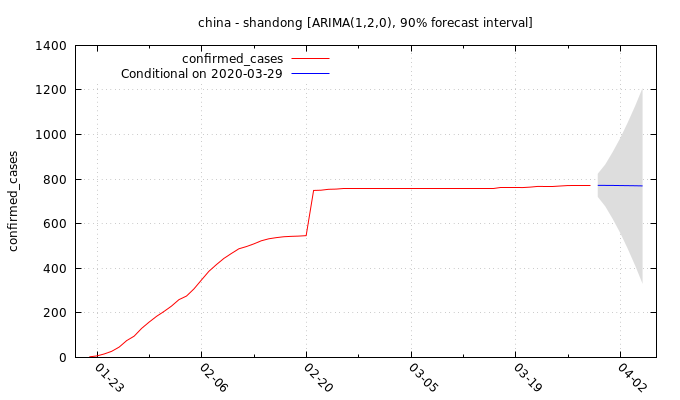 china - shandong [ARIMA(1,2,0), 90% forecast interval]
confirmed_cases
Conditional on 2020-03-29
confirmed_cases
1400
1200
1000
800
600
400
200
0
01-23 02-06 02-20 03-05 03-19 04-02